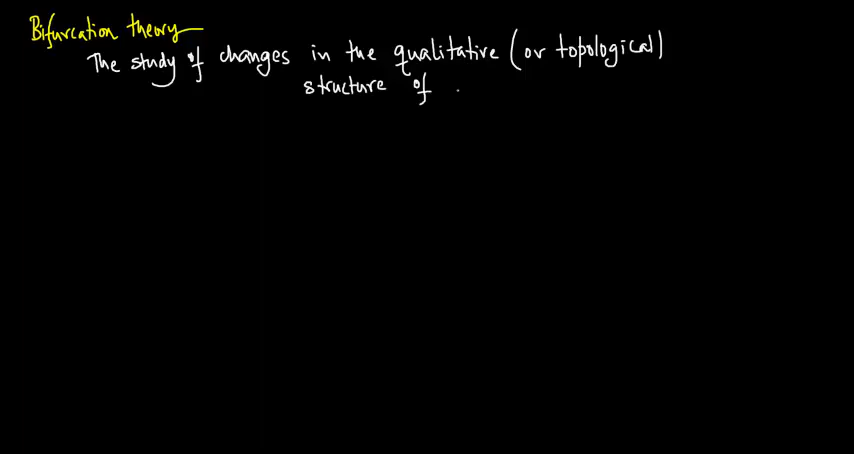 Bifurcation theory
The study of changes in the qualitative (or topological)
structure of